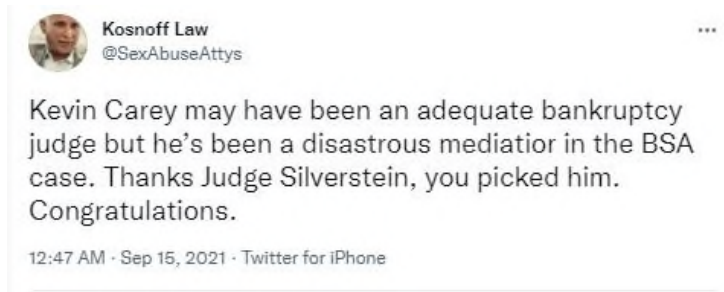 Kosnoff Law
@SexAbuseAttys
Kevin Carey may have been an adequate bankruptcy
judge but he's been a disastrous mediatior in the BSA
case. Thanks Judge Silverstein, you picked him.
Congratulations.
12:47 AM · Sep 15, 2021 · Twitter for iPhone